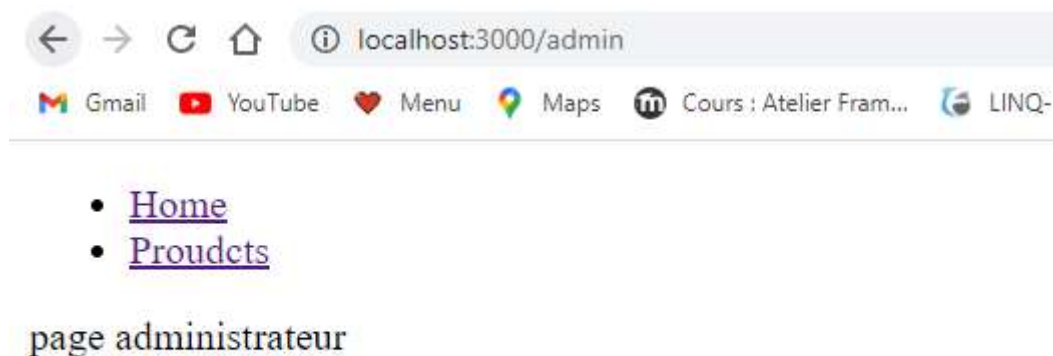 localhost:3000/admin
Gmail YouTube Menu Maps Cours : Atelier Fram... LINQ-
Home
Proudcts
page administrateur